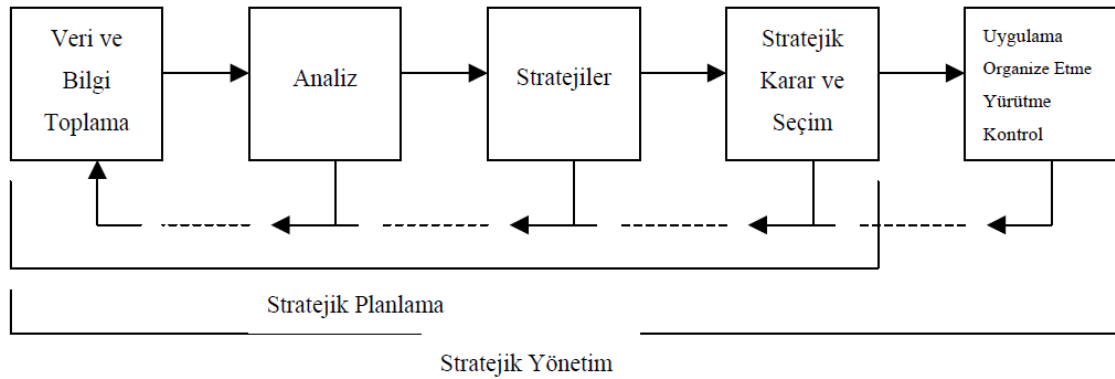 Veri ve
Bilgi
Toplama
Analiz
Stratejiler
Stratejik
Karar ve
Seçim
Uygulama
Organize Etme
Yürütme
Kontrol
Stratejik Planlama
Stratejik Yönetim